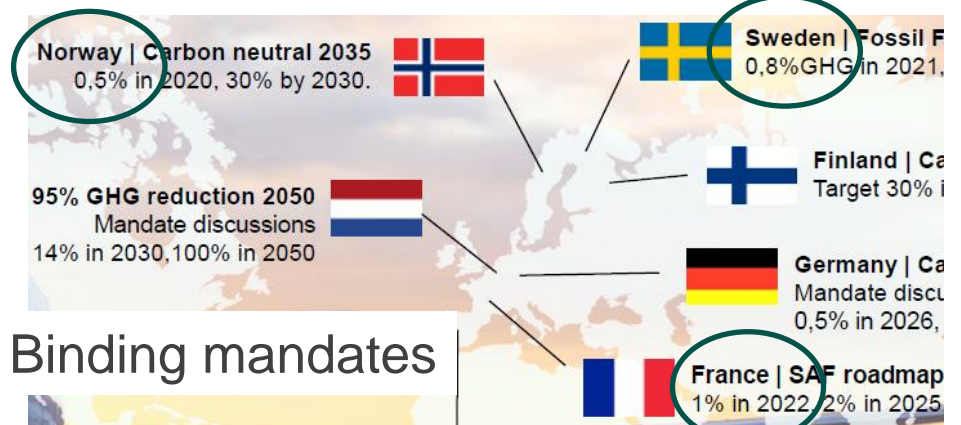 Norway | Carbon neutral 2035
0,5% in 2020, 30% by 2030.
Sweden | Fossil F
0,8%GHG in 2021,
Finland | Ca
Target 30% i
95% GHG reduction 2050
Mandate discussions
14% in 2030,100% in 2050
Germany | Ca
Mandate discu
0,5% in 2026,
Binding mandates
France | SAF roadmap
1% in 2022, 2% in 2025